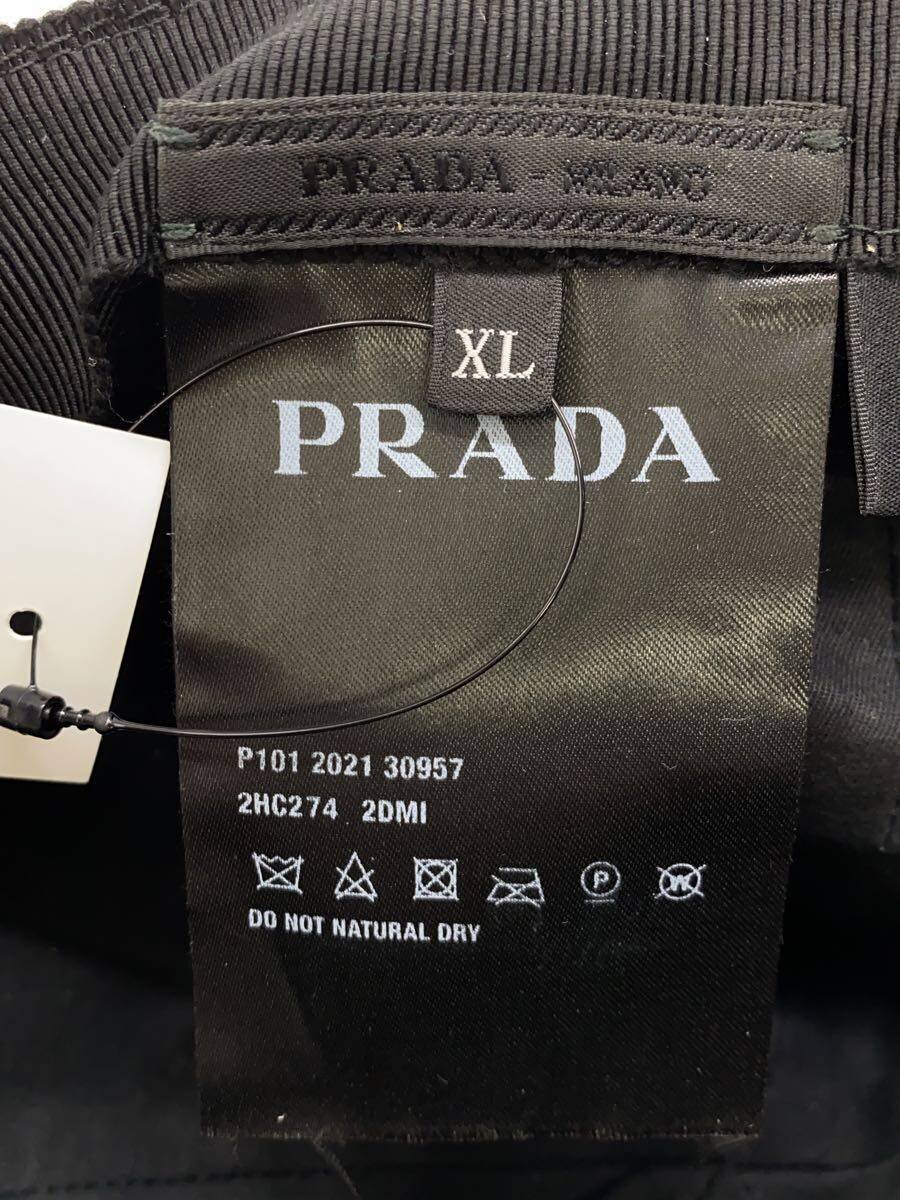 PRADA - MILANO
XL
PRADA
P101 2021 30957
2HC274 2DMI
P W
DO NOT NATURAL DRY